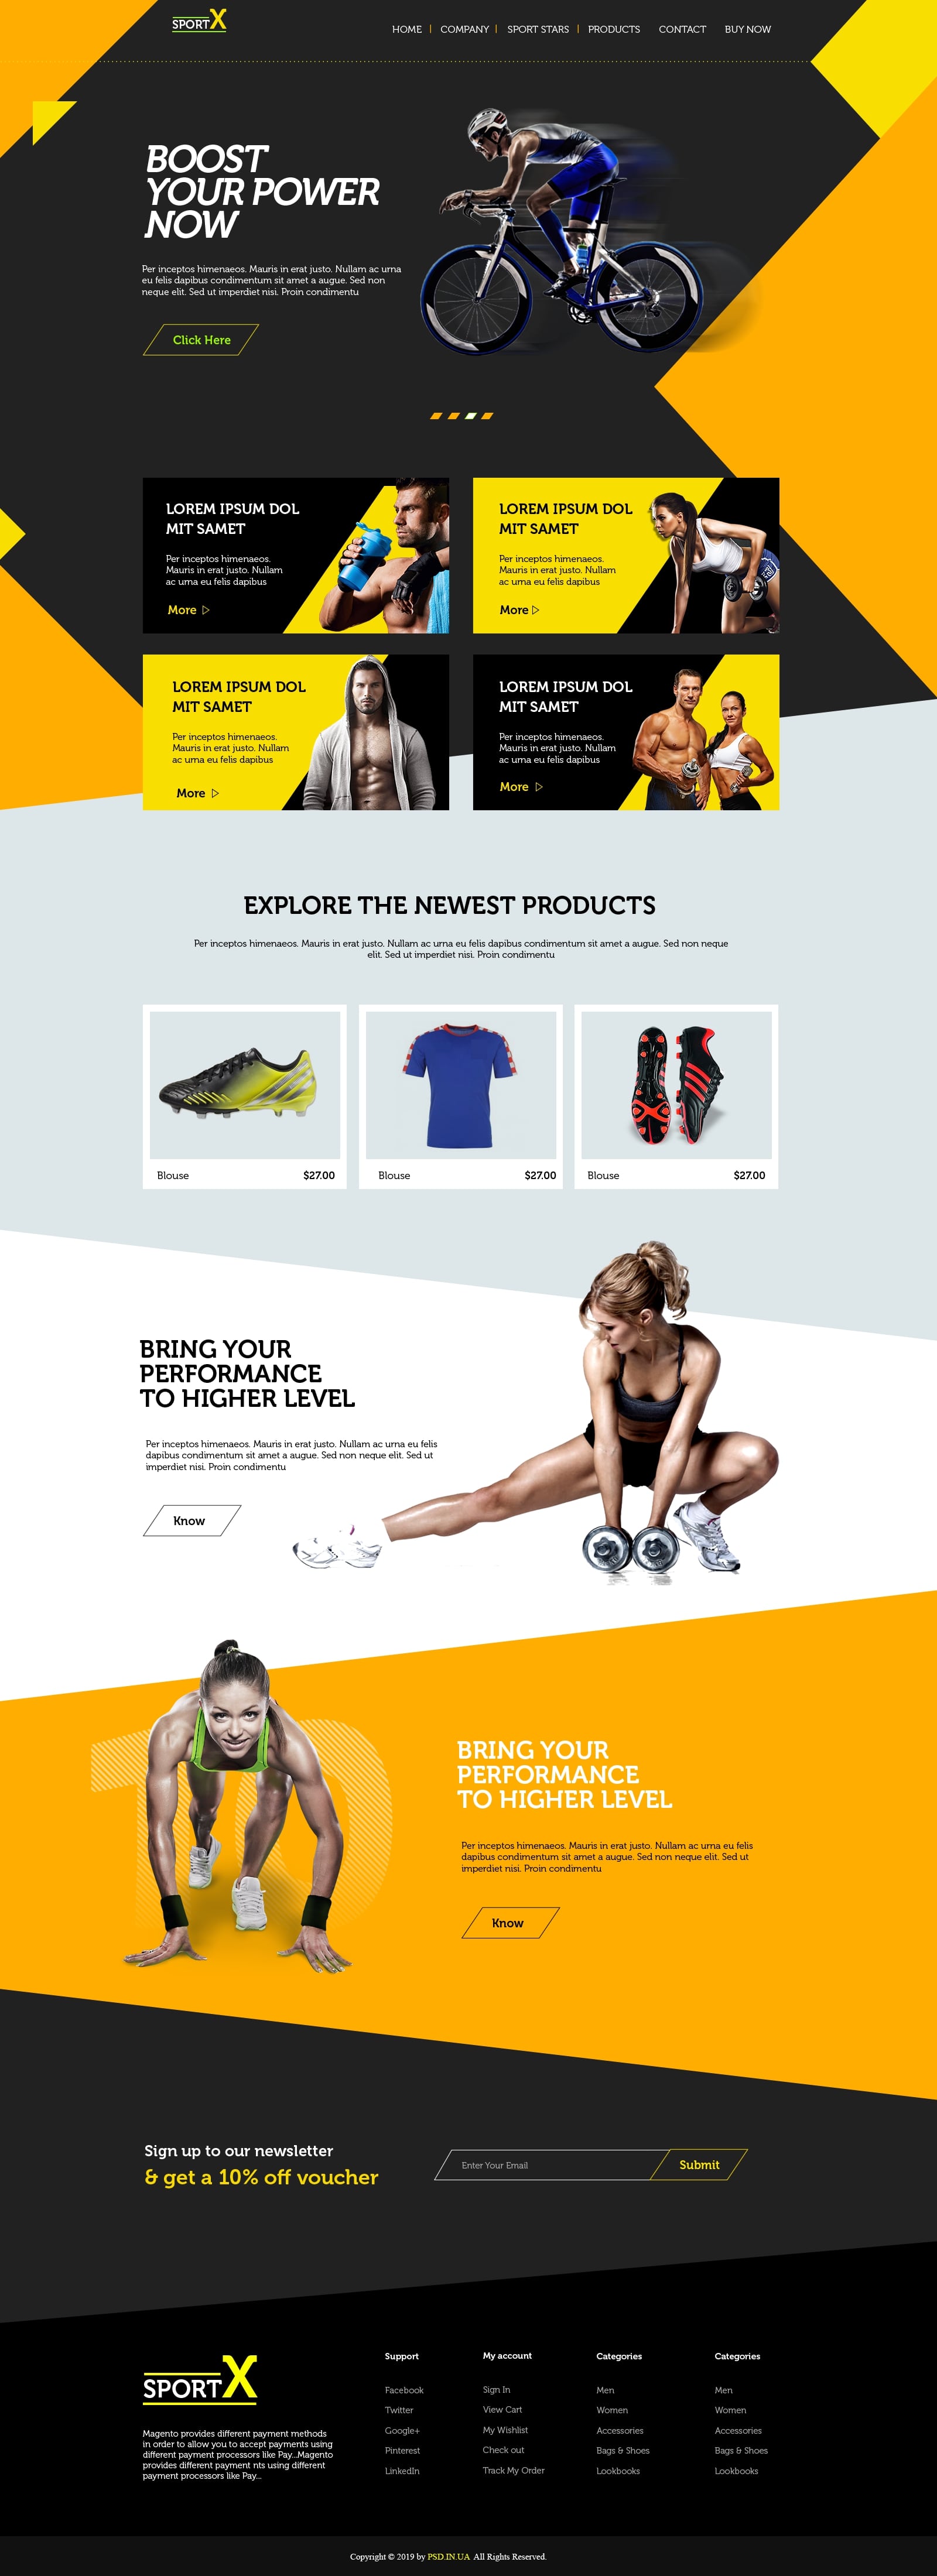 SPORTX
HOME | COMPANY | SPORT STARS | PRODUCTS CONTACT BUY NOW
BOOST
YOUR POWER
NOW
Per inceptos himenaeos. Mauris in erat justo. Nullam ac urna
eu felis dapibus condimentum sit amet a augue. Sed non
neque elit. Sed ut imperdiet nisi. Proin condimentu
Click Here
LOREM IPSUM DOL
MIT SAMET
Per inceptos himenaeos.
Mauris in erat justo. Nullam
ac urna eu felis dapibus
More
LOREM IPSUM DOL
MIT SAMET
Per inceptos himenaeos.
Mauris in erat justo. Nullam
ac urna eu felis dapibus
More
LOREM IPSUM DOL
MIT SAMET
Per inceptos himenaeos.
Mauris in erat justo. Nullam
ac urna eu felis dapibus
More
LOREM IPSUM DOL
MIT SAMET
Per inceptos himenaeos.
Mauris in erat justo. Nullam
ac urna eu felis dapibus
More
EXPLORE THE NEWEST PRODUCTS
Per inceptos himenaeos. Mauris in erat justo. Nullam ac urna eu felis dapibus condimentum sit amet a augue. Sed non neque
elit. Sed ut imperdiet nisi. Proin condimentu
Blouse $27.00
Blouse $27.00
Blouse $27.00
BRING YOUR
PERFORMANCE
TO HIGHER LEVEL
Per inceptos himenaeos. Mauris in erat justo. Nullam ac urna eu felis
dapibus condimentum sit amet a augue. Sed non neque elit. Sed ut
imperdiet nisi. Proin condimentu
Know
10
BRING YOUR
PERFORMANCE
TO HIGHER LEVEL
Per inceptos himenaeos. Mauris in erat justo. Nullam ac urna eu felis
dapibus condimentum sit amet a augue. Sed non neque elit. Sed ut
imperdiet nisi. Proin condimentu
Know
Sign up to our newsletter
& get a 10% off voucher
Enter Your Email
Submit
SPORTX
Magento provides different payment methods
in order to allow you to accept payments using
different payment processors like Pay...Magento
provides different payment nts using different
payment processors like Pay...
Support
Facebook
Twitter
Google+
Pinterest
LinkedIn
My account
Sign In
View Cart
My Wishlist
Check out
Track My Order
Categories
Men
Women
Accessories
Bags & Shoes
Lookbooks
Categories
Men
Women
Accessories
Bags & Shoes
Lookbooks
Copyright © 2019 by PSD.IN.UA All Rights Reserved.